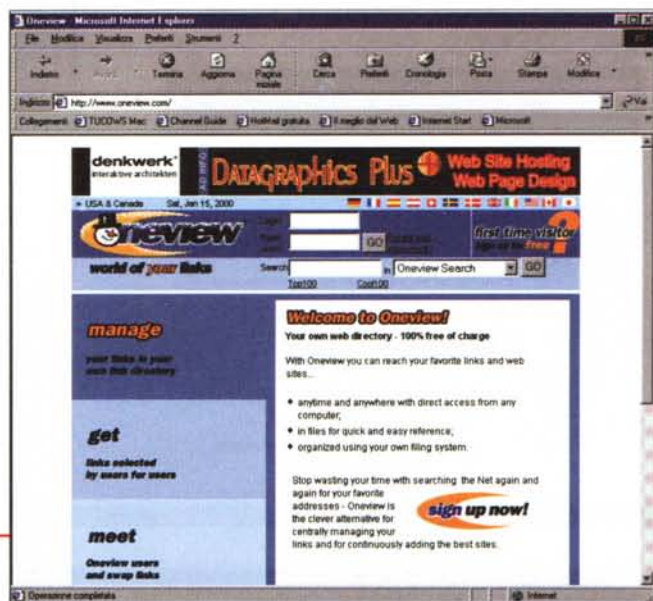 Oneview - Microsoft Internet Explorer
File Modifica Visualizza Preferiti Strumenti ?
Indietro Termina Aggiorna Pagina iniziale Cerca Preferiti Cronologia Posta Stampa Modifica
Indirizzo http://www.oneview.com/ Vai
Collegamenti TUCOWS Mac Channel Guide HotMail gratuita Il meglio del Web Internet Start Microsoft
denkwerk
interaktive architekten
AD INFO
DATAGRAPHICS PLUS
Web Site Hosting
Web Page Design
USA & Canada Sat, Jan 15, 2000
Oneview
world of your links
Login
GO
first time visitor
sign up for free
?
Search in Oneview Search GO
Top100 Cool100
manage
your links in your
own link directory
get
links selected
by users for users
meet
Oneview users
and swap links
Welcome to Oneview!
Your own web directory - 100% free of charge
With Oneview you can reach your favorite links and web
sites...
anytime and anywhere with direct access from any
computer;
in files for quick and easy reference;
organized using your own filing system.
Stop wasting your time with searching the Net again and
again for your favorite
addresses - Oneview is
the clever alternative for
centrally managing your
links and for continuously adding the best sites.
sign up now!
Operazione completata Internet